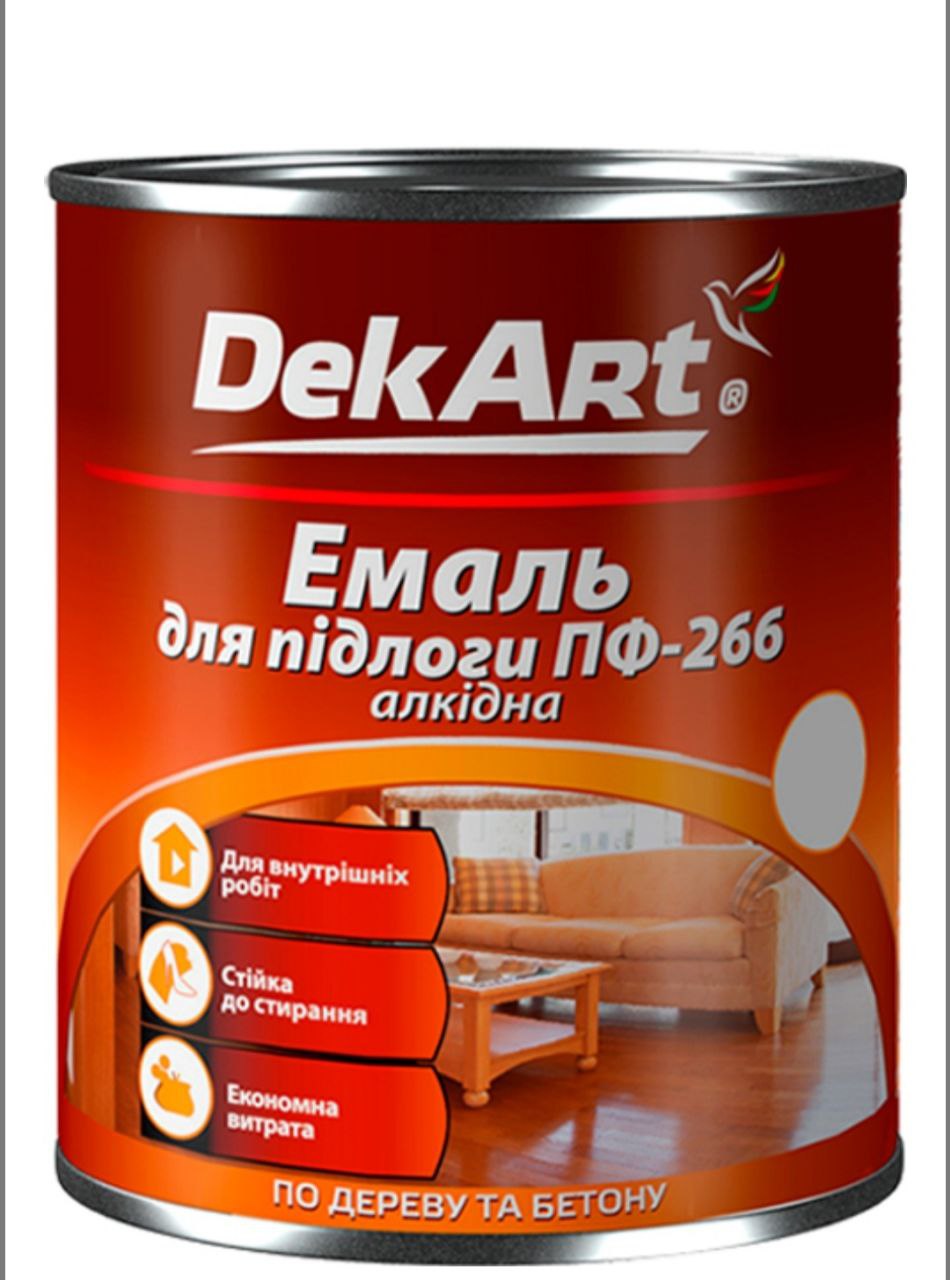 DekArt®
Емаль
для підлоги ПФ-266
алкідна
Для внутрішніх
робіт
Стійка
до стирання
Економна
витрата
ПО ДЕРЕВУ ТА БЕТОНУ